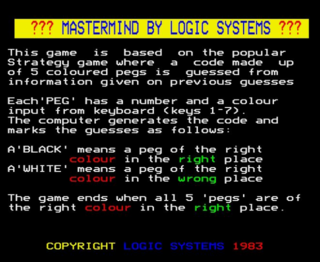 ??? MASTERMIND BY LOGIC SYSTEMS ???
This game is based on the popular
Strategy game where a code made up
of 5 coloured pegs is guessed from
information given on previous guesses
Each'PEG' has a number and a colour
input from keyboard (keys 1-7).
The computer generates the code and
marks the guesses as follows:
A'BLACK' means a peg of the right
colour in the right place
A'WHITE' means a peg of the right
colour in the wrong place
The game ends when all 5 'pegs' are of
the right colour in the right place.
COPYRIGHT LOGIC SYSTEMS 1983